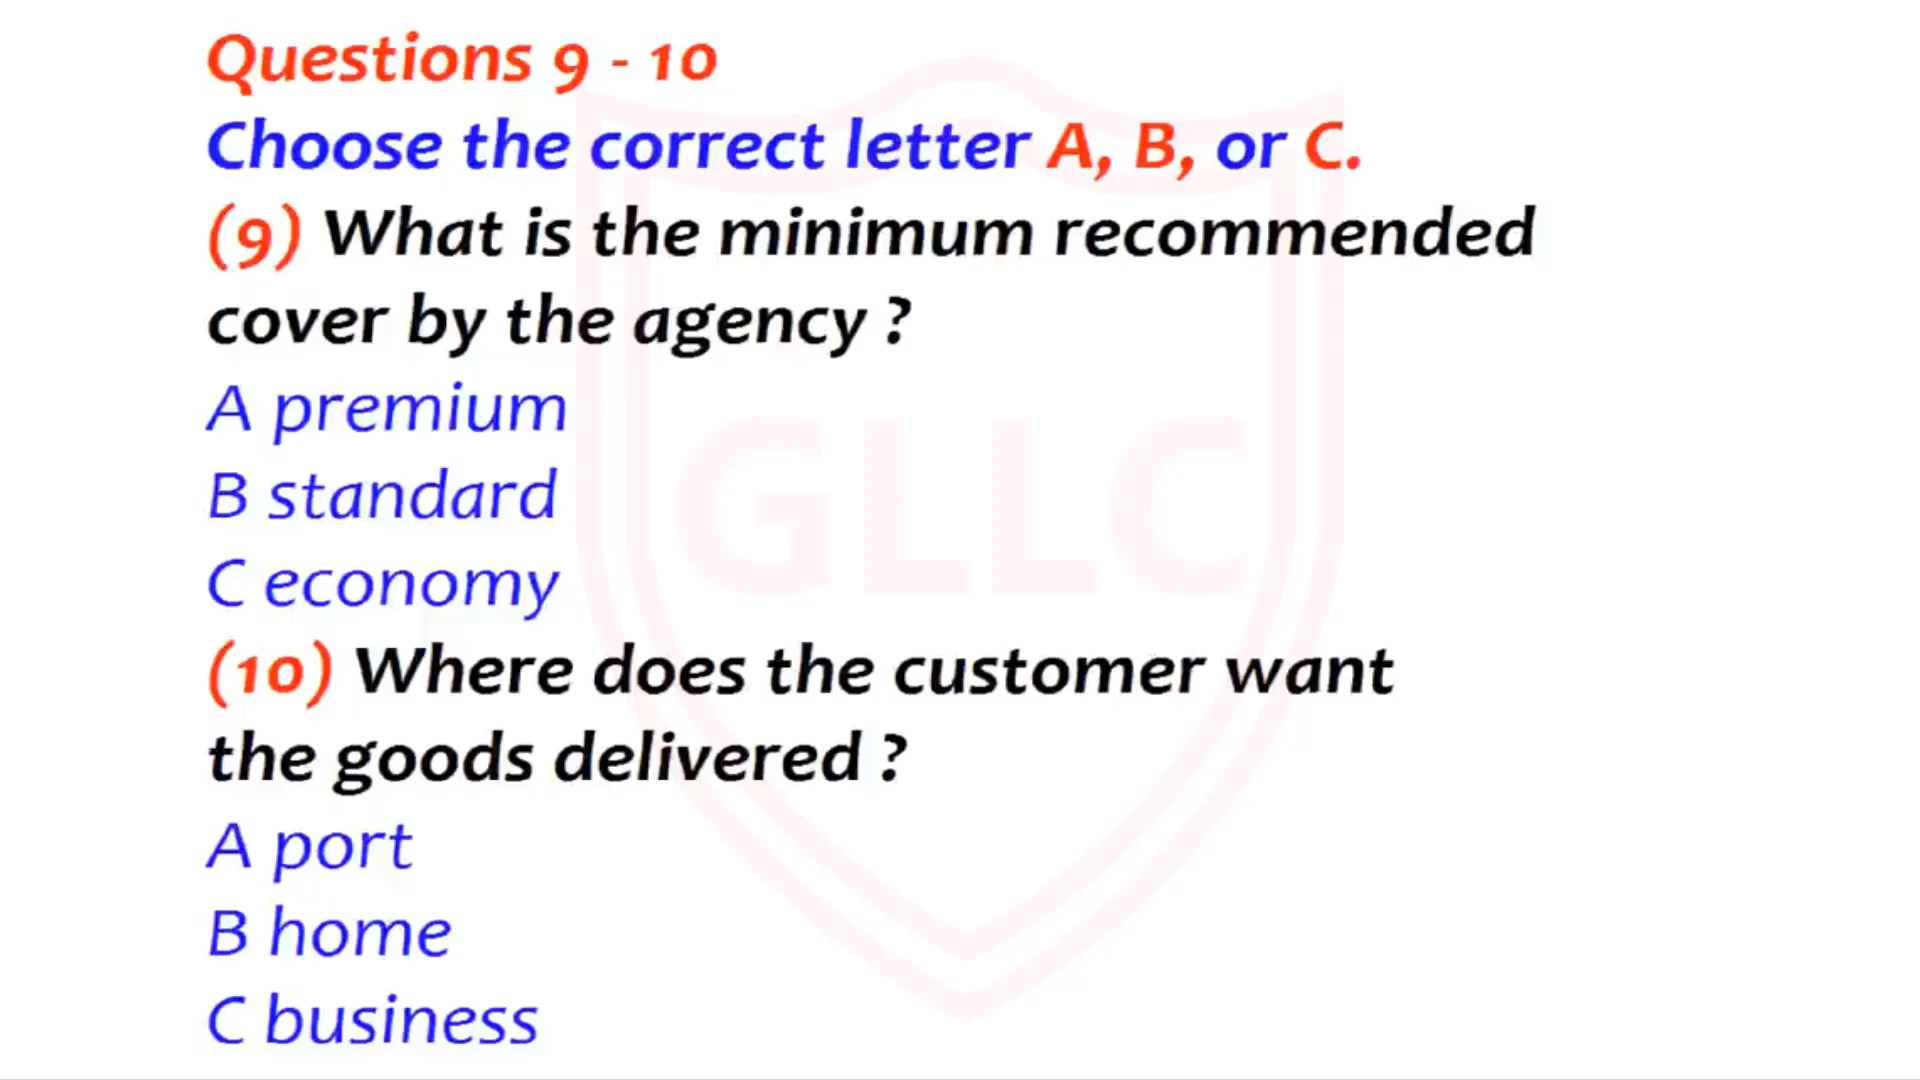 Questions 9 - 10
Choose the correct letter A, B, or C.
(9) What is the minimum recommended
cover by the agency ?
A premium
B standard
C economy
(10) Where does the customer want
the goods delivered ?
A port
B home
C business
GLLC